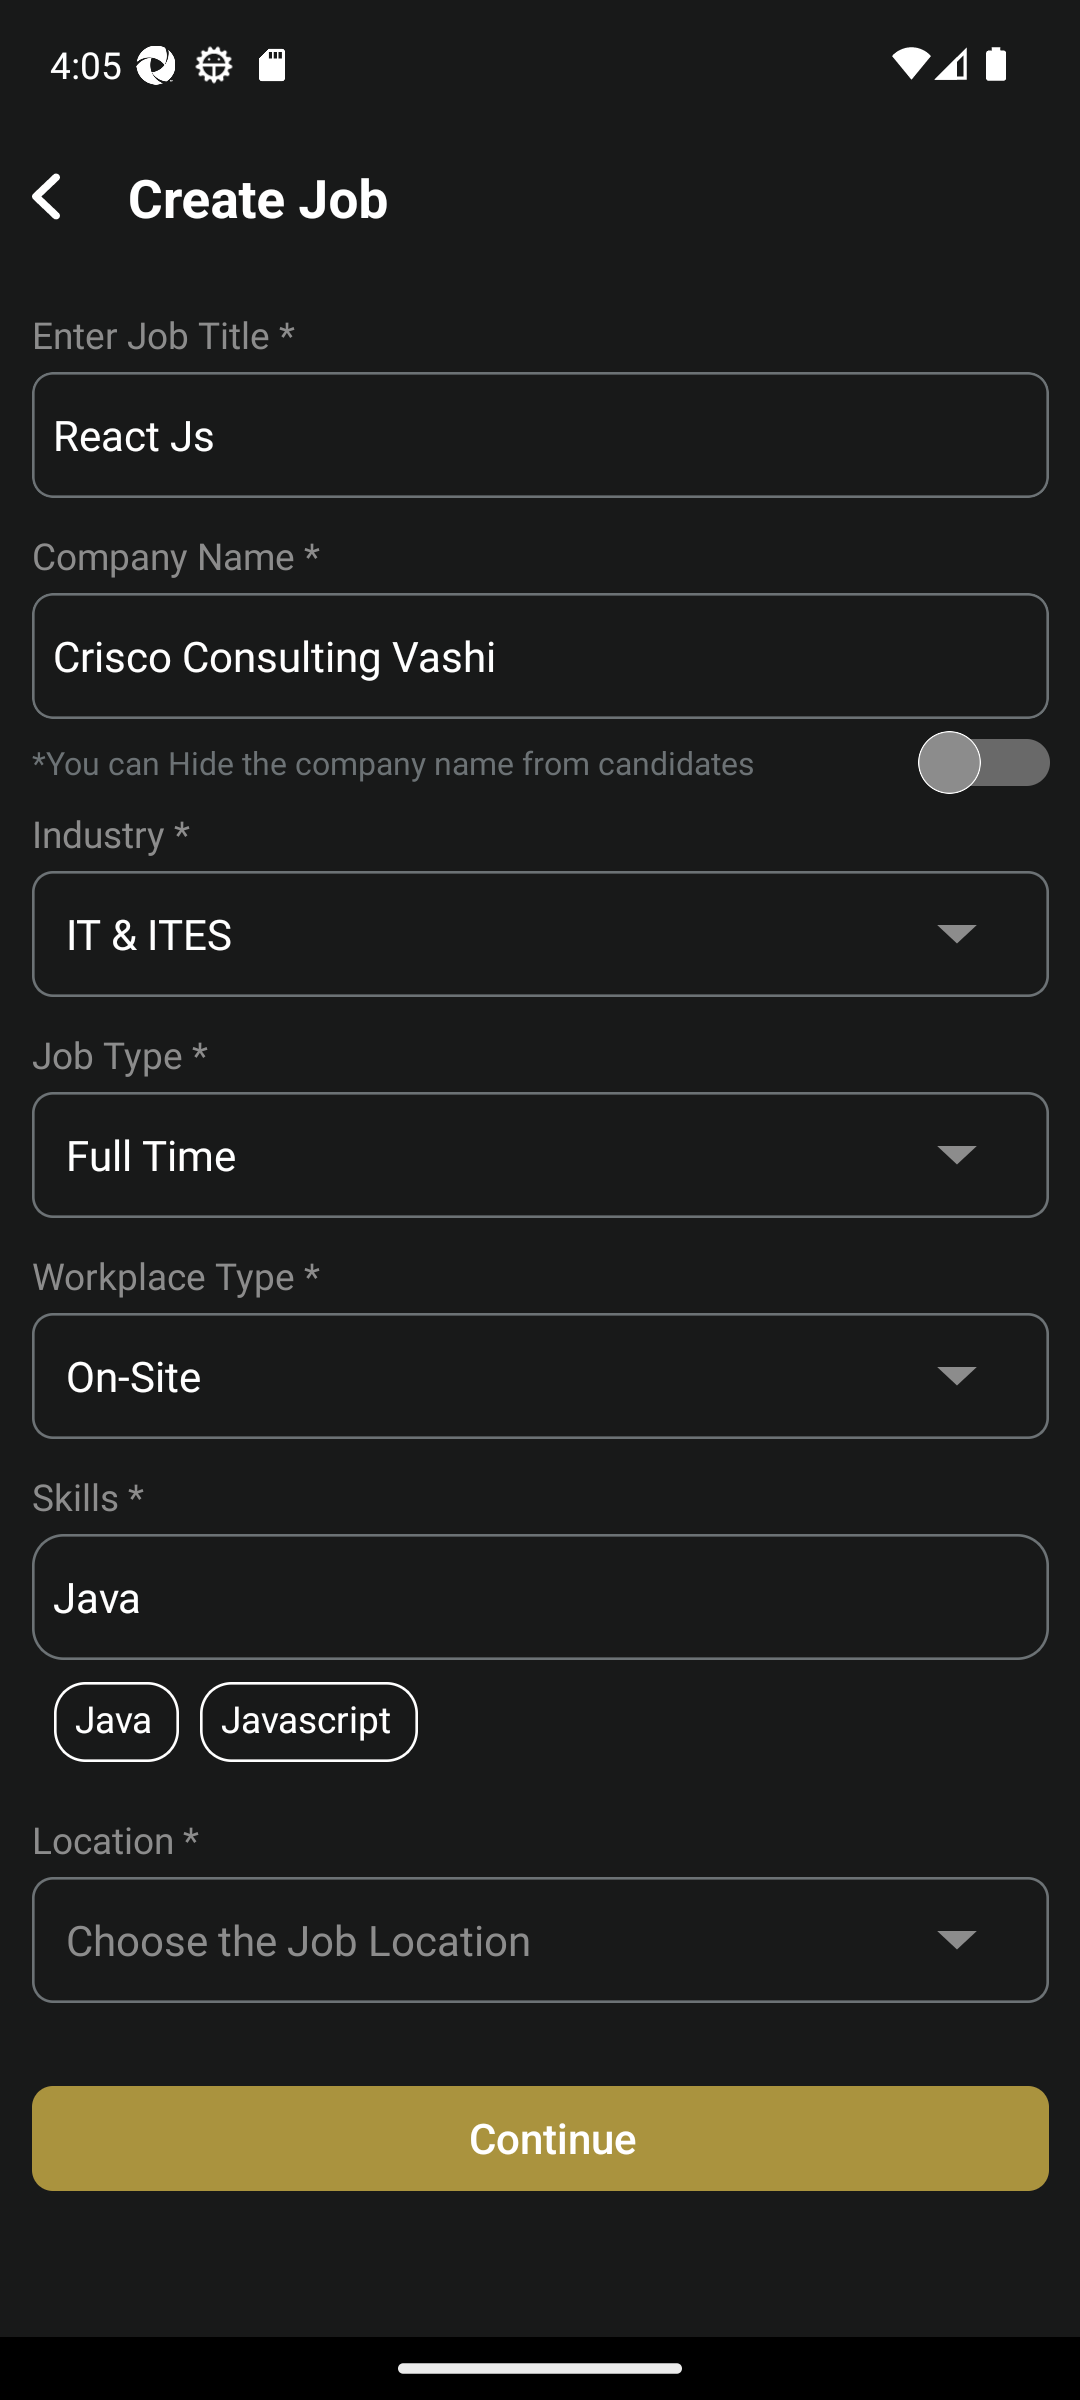 4:05
Create Job
Enter Job Title *
React Js
Company Name *
Crisco Consulting Vashi
*You can Hide the company name from candidates
Industry *
IT & ITES
Job Type *
Full Time
Workplace Type *
On-Site
Skills *
Java
Java Javascript
Location *
Choose the Job Location
Continue